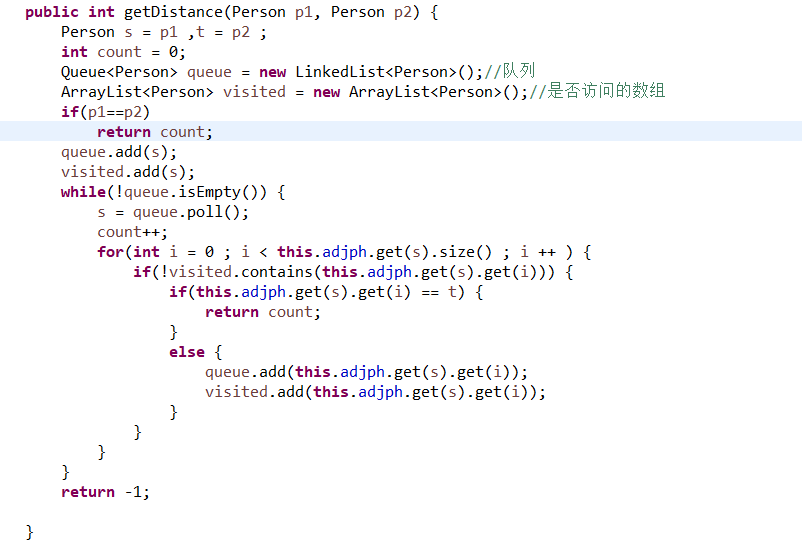 public int getDistance(Person p1, Person p2) {
    Person s = p1 ,t = p2 ;
    int count = 0;
    Queue<Person> queue = new LinkedList<Person>();//队列
    ArrayList<Person> visited = new ArrayList<Person>();//是否访问的数组
    if(p1==p2)
        return count;
    queue.add(s);
    visited.add(s);
    while(!queue.isEmpty()) {
        s = queue.poll();
        count++;
        for(int i = 0 ; i < this.adjph.get(s).size() ; i ++ ) {
            if(!visited.contains(this.adjph.get(s).get(i))) {
                if(this.adjph.get(s).get(i) == t) {
                    return count;
                }
                else {
                    queue.add(this.adjph.get(s).get(i));
                    visited.add(this.adjph.get(s).get(i));
                }
            }
        }
    }
    return -1;

}